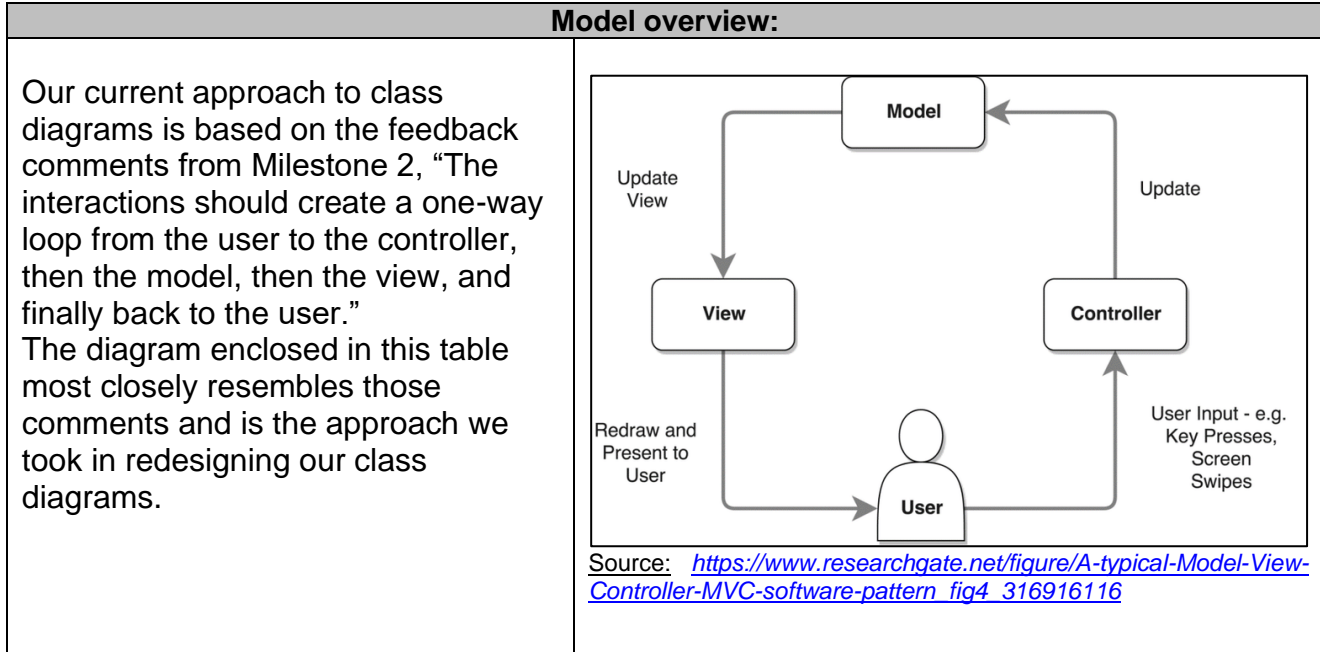 Model overview:
Our current approach to class
diagrams is based on the feedback
comments from Milestone 2, “The
interactions should create a one-way
loop from the user to the controller,
then the model, then the view, and
finally back to the user.”
The diagram enclosed in this table
most closely resembles those
comments and is the approach we
took in redesigning our class
diagrams.
Model
Update
View
Update
View
Controller
Redraw and
Present to
User
User Input - e.g.
Key Presses,
Screen
Swipes
User
Source: https://www.researchgate.net/figure/A-typical-Model-View-
Controller-MVC-software-pattern_fig4_316916116